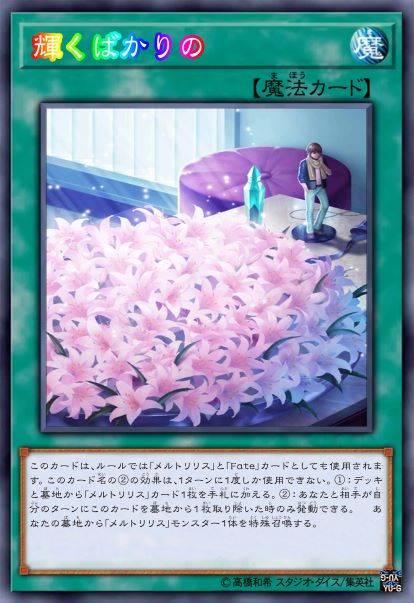 輝くばかりの
魔
【魔法カード】
このカードは、ルールでは「メルトリリス」と「Fate」カードとしても使用されま
す。このカード名の②の効果は、1ターンに1度しか使用できない。①：デッキ
と墓地から「メルトリリス」カード1枚を手札に加える。②：あなたと相手が自
分のターンにこのカードを墓地から1枚取り除いた時のみ発動できる。　あ
なたの墓地から「メルトリリス」モンスター1体を特殊召喚する。
©高橋和希 スタジオ・ダイス/集英社